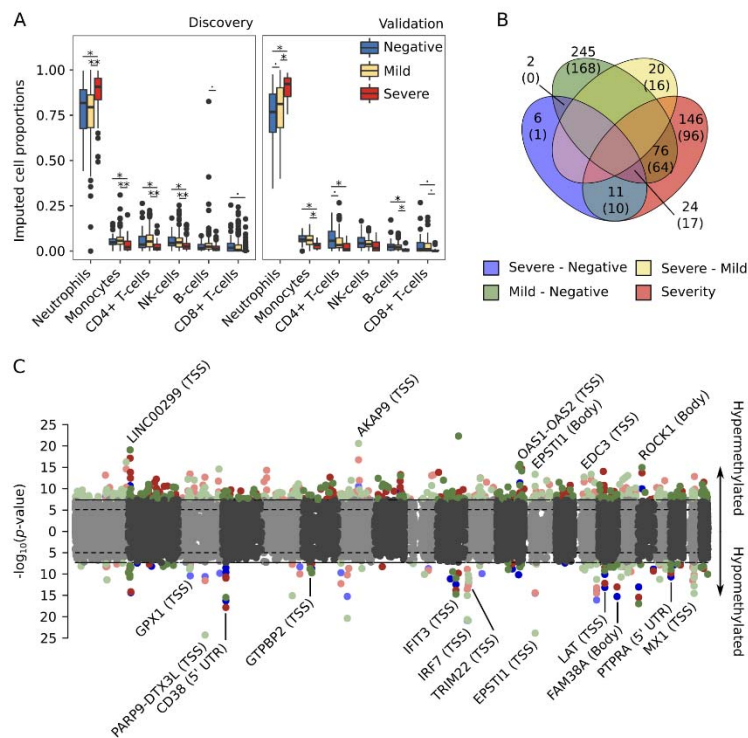 A
Discovery
Validation
Negative
Mild
Severe
Imputed cell proportions
1.00
0.75
0.50
0.25
0.00
* ** * ** * ** * ** . .
. * * * * . * * * . .
Neutrophils
Monocytes
CD4+ T-cells
NK-cells
B-cells
CD8+ T-cells
Neutrophils
Monocytes
CD4+ T-cells
NK-cells
B-cells
CD8+ T-cells
B
2
(0)
245
(168)
20
(16)
6
(1)
146
(96)
76
(64)
11
(10)
24
(17)
Severe - Negative
Severe - Mild
Mild - Negative
Severity
C
LINC00299 (TSS)
AKAP9 (TSS)
OAS1-OAS2 (TSS)
EPSTI1 (Body)
EDC3 (TSS)
ROCK1 (Body)
-log10(p-value)
25
20
15
10
5
0
5
10
15
20
25
Hypermethylated
Hypomethylated
GPX1 (TSS)
PARP9-DTX3L (TSS)
CD38 (5' UTR)
GTPBP2 (TSS)
IFIT3 (TSS)
IRF7 (TSS)
TRIM22 (TSS)
EPSTI1 (TSS)
LAT (TSS)
FAM38A (Body)
PTPRA (5' UTR)
MX1 (TSS)